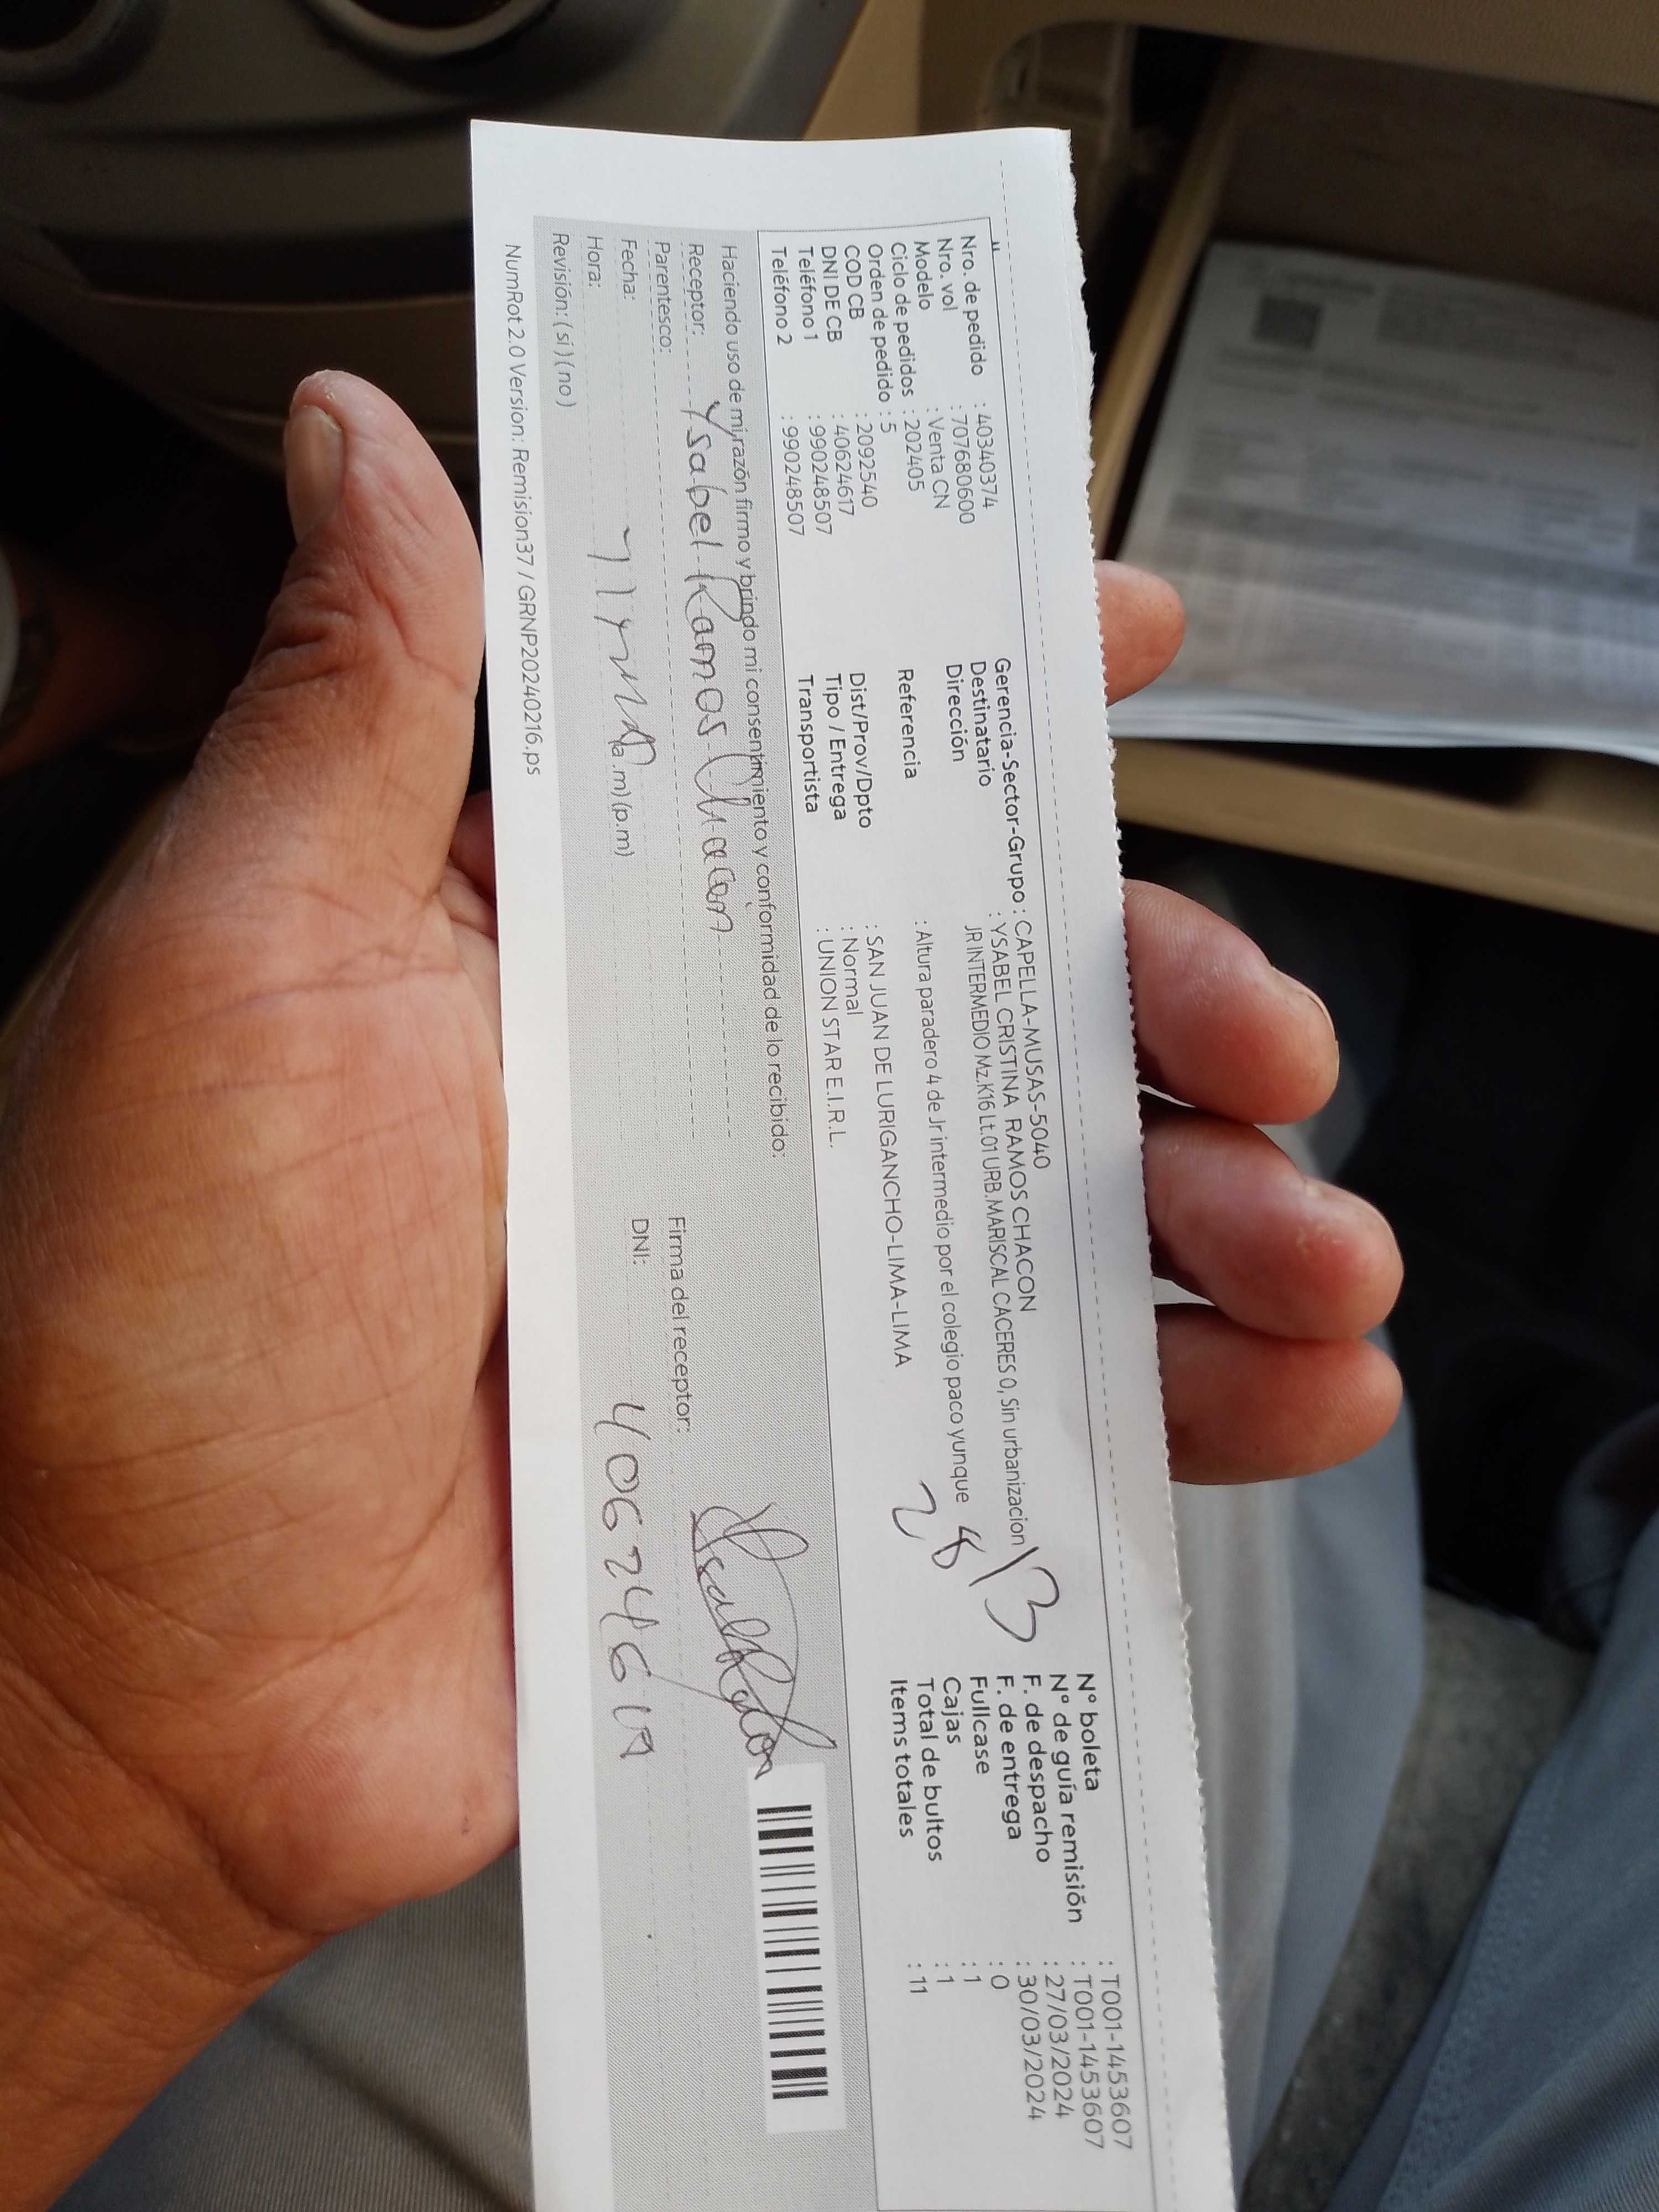 Nro. de pedido : 40340374
Nro. vol : 707680600
Modelo : Venta CN
Ciclo de pedidos : 202405
Orden de pedido : 5
COD CB : 2092540
DNI DE CB : 40624617
Teléfono 1 : 990248507
Teléfono 2 : 990248507
Gerencia-Sector-Grupo : CAPELLA-MUSAS-5040
Destinatario : YSABEL CRISTINA RAMOS CHACON
Dirección JR INTERMEDIO Mz.K16 Lt.01 URB.MARISCAL CACERES 0, Sin urbanizacion
Referencia : Altura paradero 4 de Jr intermedio por el colegio paco yunque
Dist/Prov/Dpto : SAN JUAN DE LURIGANCHO-LIMA-LIMA
Tipo / Entrega : Normal
Transportista : UNION STAR E.I.R.L.
28
13
N° boleta : T001-1453607
N° de guía remisión : T001-1453607
F. de despacho : 27/03/2024
F. de entrega : 30/03/2024
Fullcase : 0
Cajas : 1
Total de bultos : 1
Items totales : 11
Haciendo uso de mi razón firmo y brindo mi consentimiento y conformidad de lo recibido:
Receptor: Ysabel Ramos Chacon
Parentesco:
Fecha:
Hora: (a.m) (p.m)
Revisión: (si) (no)
Firma del receptor:
DNI: 40624617
NumRot 2.0 Version: Remision37 / GRNP20240216.ps